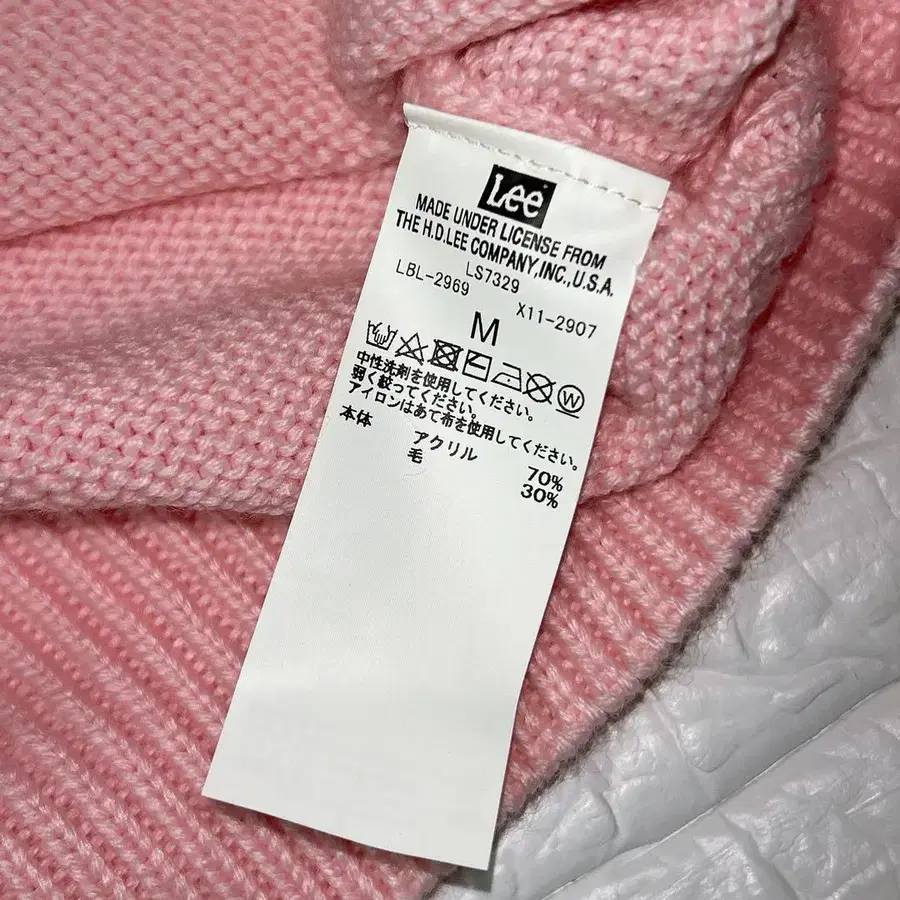 Lee
MADE UNDER LICENSE FROM
THE H.D.LEE COMPANY,INC.,U.S.A.
LS7329
LBL-2969
X11-2907
M
W
中性洗剤を使用してください。
弱く絞ってください。
アイロンはあて布を使用してください。
本体
アクリル 70%
毛 30%